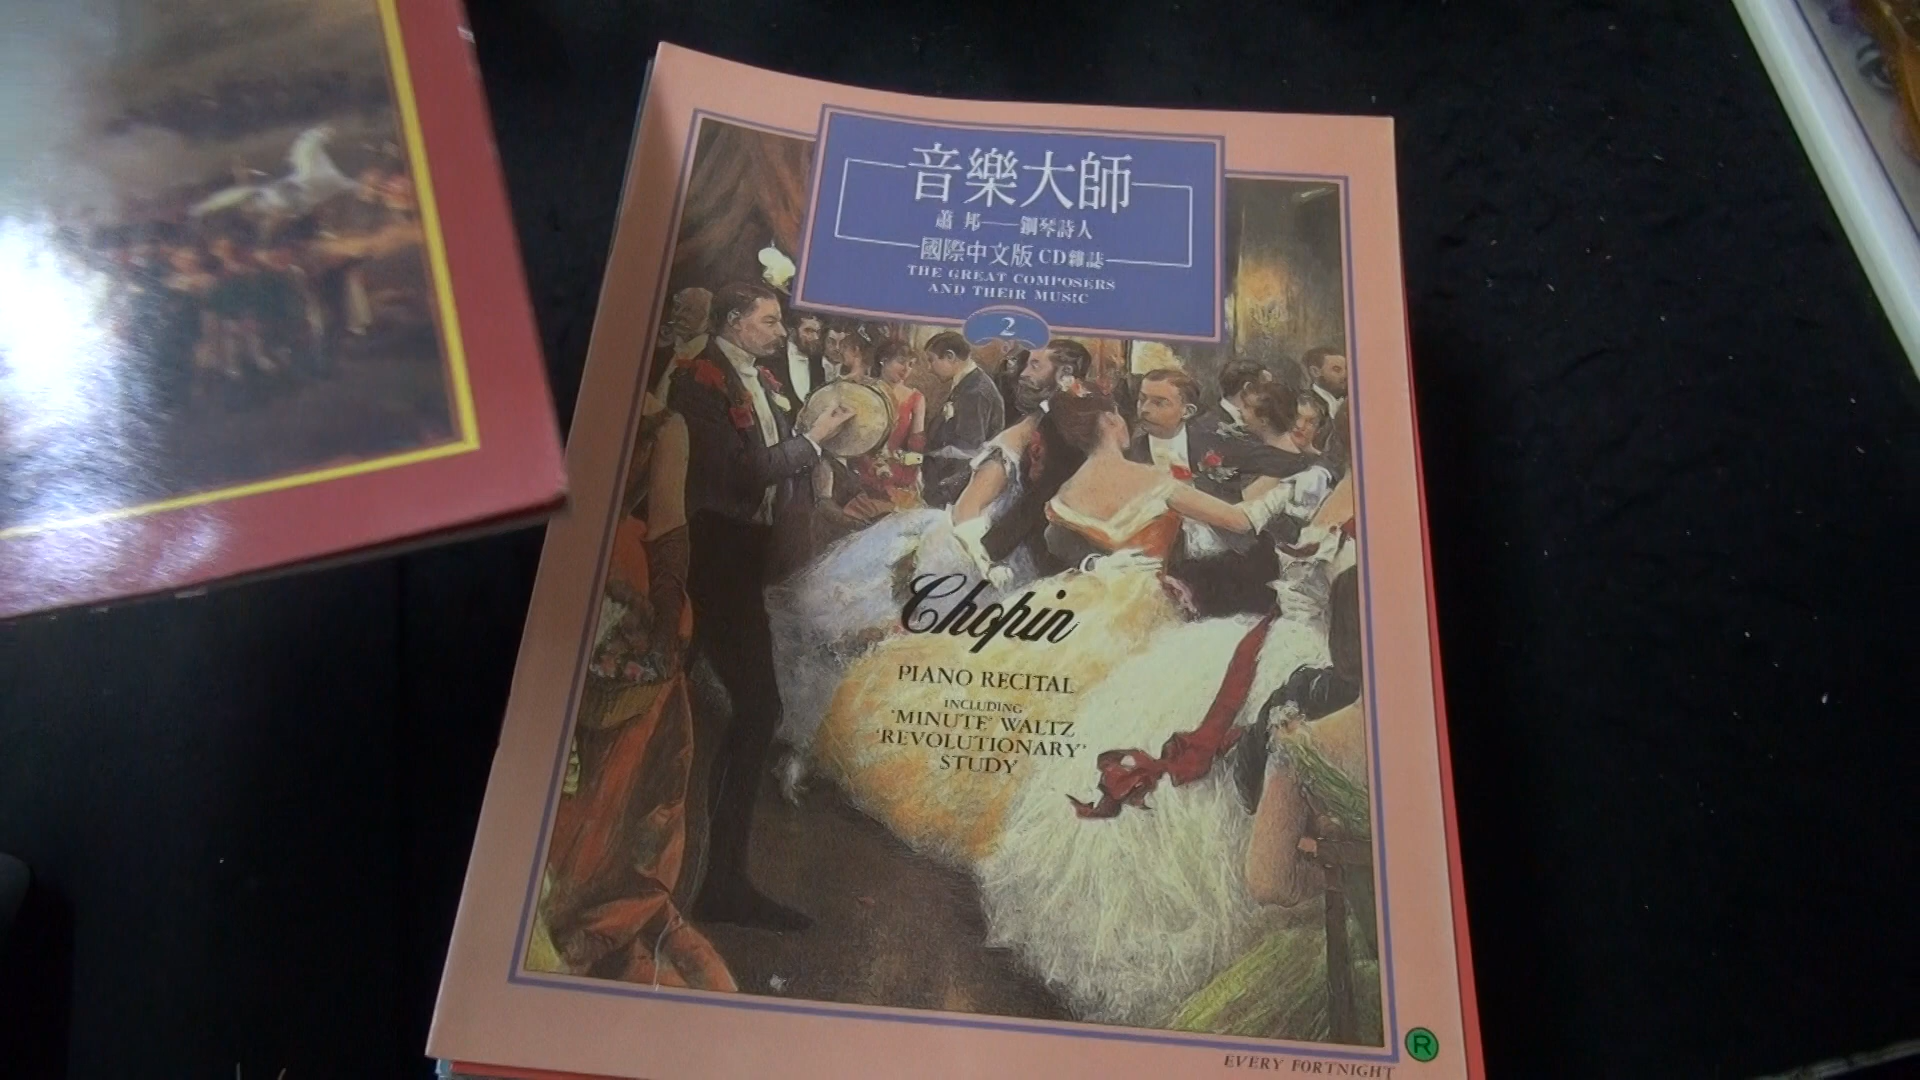 音樂大師
蕭邦——鋼琴詩人
國際中文版 CD雜誌
THE GREAT COMPOSERS
AND THEIR MUSIC
2
Chopin
PIANO RECITAL
INCLUDING
'MINUTE' WALTZ
'REVOLUTIONARY'
STUDY
R
EVERY FORTNIGHT